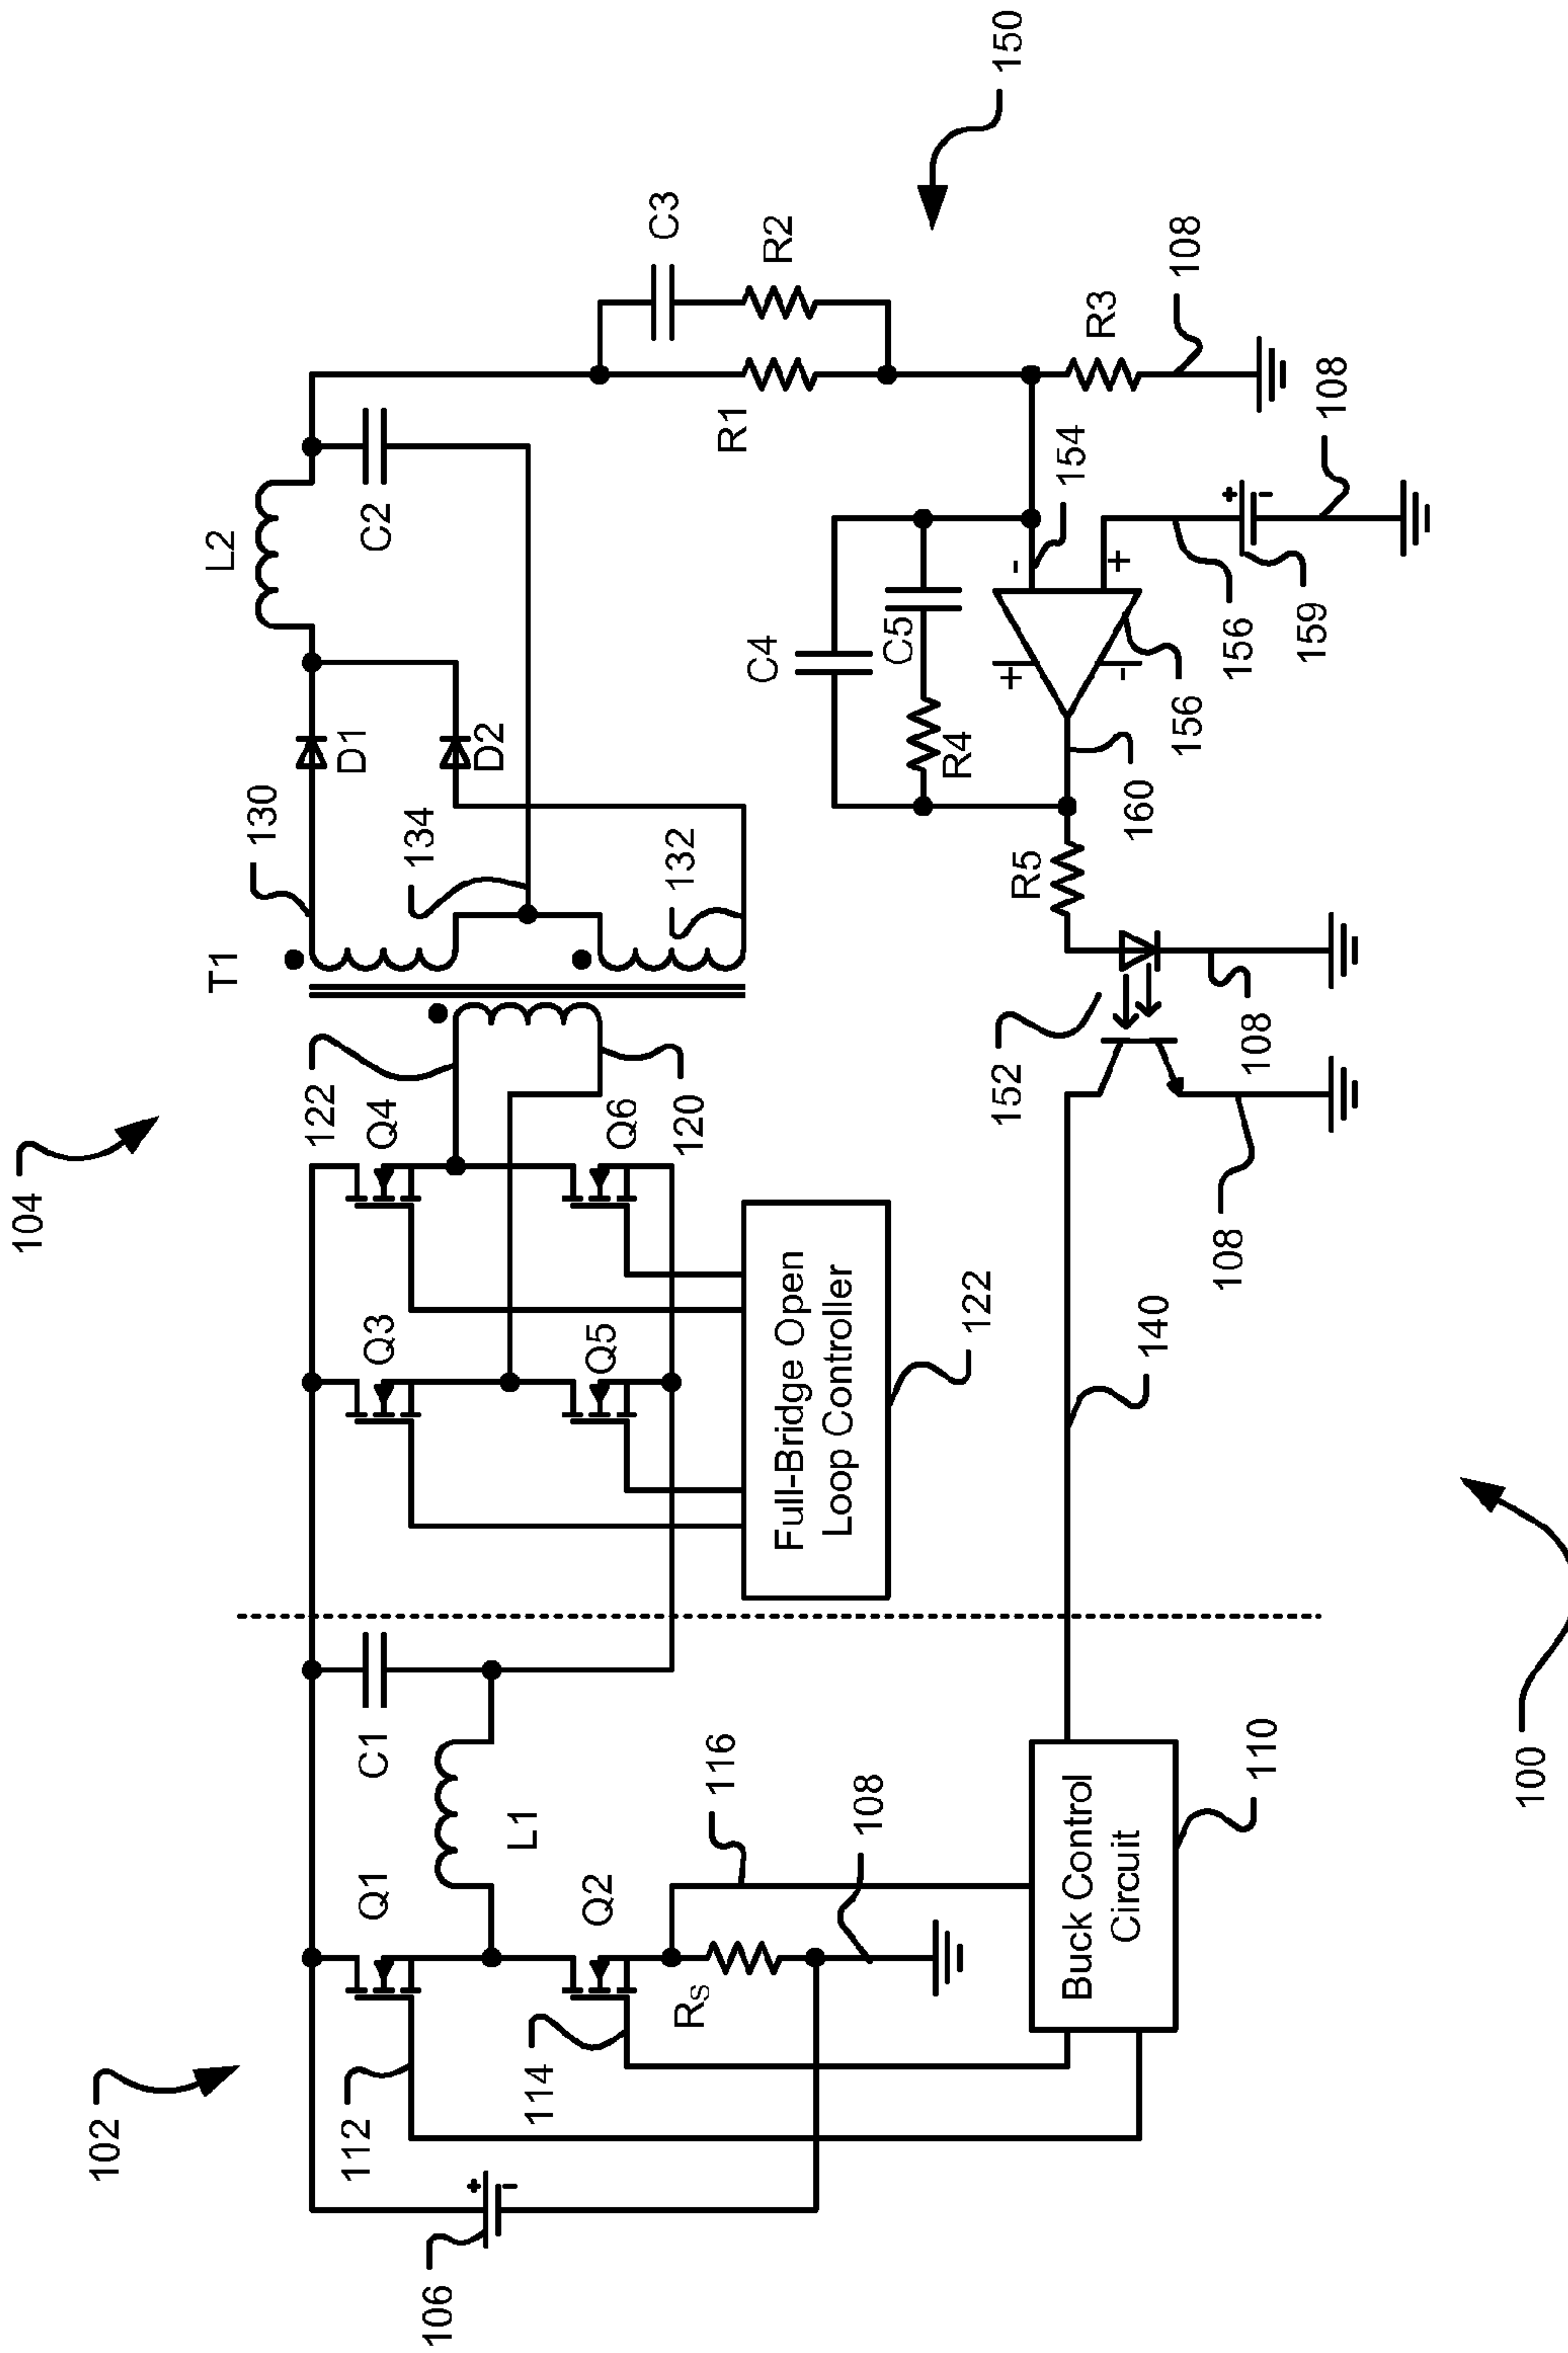 104
102
100
150
T1
L2
D1
D2
C2
130
134
132
122
120
Q4
Q6
Q3
Q5
C1
L1
Q1
Q2
Rs
112
114
116
108
106
+
-
Full-Bridge Open
Loop Controller
122
Buck Control
Circuit
110
140
152
108
108
R5
160
R4
C4
C5
+
-
-
+
156
154
156
159
+
-
108
R1
C3
R2
R3
108